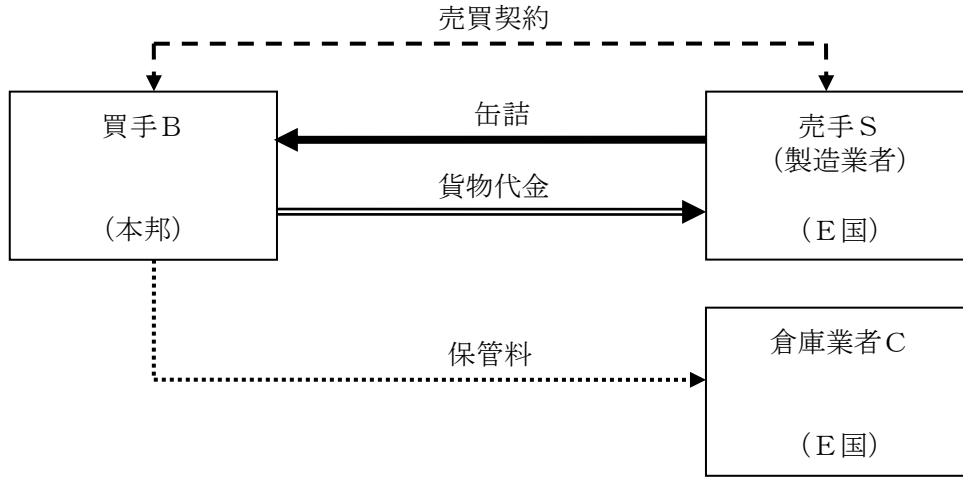 売買契約
買手Ｂ
（本邦）
缶詰
貨物代金
売手Ｓ
（製造業者）
（Ｅ国）
保管料
倉庫業者Ｃ
（Ｅ国）